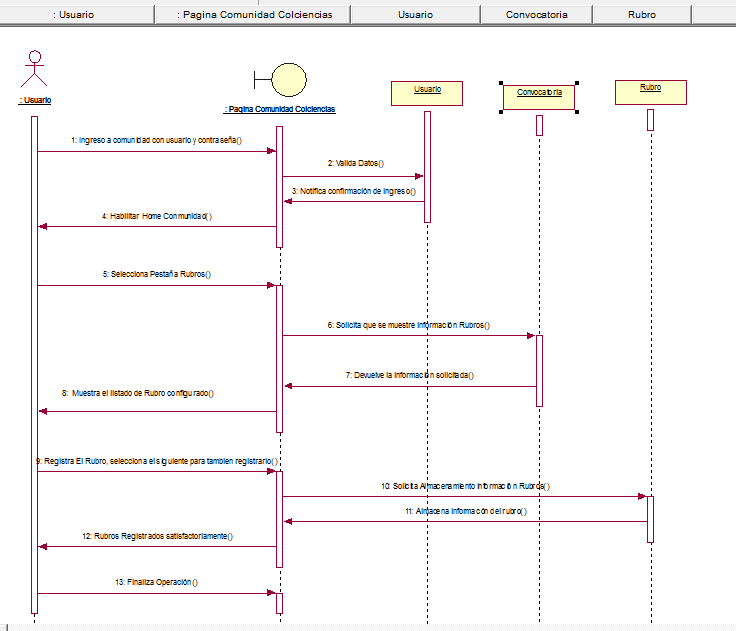 : Usuario
: Pagina Comunidad Colciencias
Usuario
Convocatoria
Rubro
: Usuario
: Pagina Comunidad Colciencias
Usuario
Convocatoria
Rubro
1: Ingreso a comunidad con usuario y contraseña()
2: Valida Datos()
3: Notifica confirmación de Ingreso()
4: Habilitar Home Conmunidad()
5: Selecciona Pestaña Rubros()
6: Solicita que se muestre Información Rubros()
7: Devuelve la Información solicitada()
8: Muestra el listado de Rubro configurado()
9: Registra El Rubro, selecciona el siguiente para tambien registrarlo()
10: Solicita Almaceramiento Información Rubros()
11: Almacena Información del rubro()
12: Rubros Registrados satisfactoriamente()
13: Finaliza Operación()